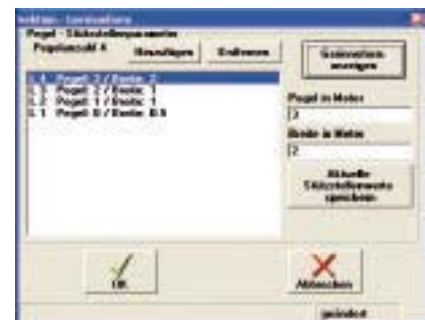 Pegel - Stützstellenparameter
Pegelanzahl 4
Hinzufügen
Entfernen
Gerinneform
anzeigen
L 4 Pegel: 3 / Breite: 2
L 3 Pegel: 2 / Breite: 1
L 2 Pegel: 1 / Breite: 1
L 1 Pegel: 0 / Breite: 0.5
Pegel in Meter
3
Breite in Meter
2
Aktuelle
Stützstellenwerte
speichern
OK
Abbrechen
geändert